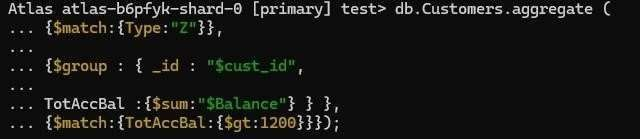 Atlas atlas-b6pfyk-shard-0 [primary] test> db.Customers.aggregate (
... {$match:{Type:"Z"}},
...
... {$group : { _id : "$cust_id",
...
... TotAccBal :{$sum:"$Balance"} } },
... {$match:{TotAccBal:{$gt:1200}}});